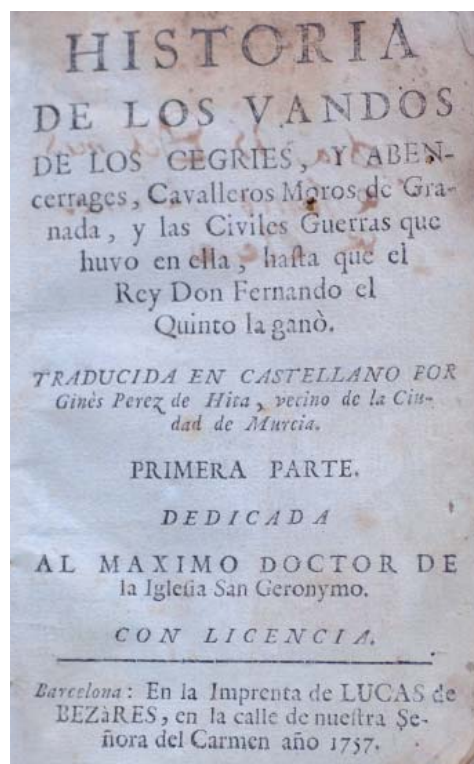 HISTORIA
DE LOS VANDOS
DE LOS CEGRIES, Y ABEN-
cerrages, Cavalleros Moros de Gra-
nada, y las Civiles Guerras que
huvo en ella, haſta que el
Rey Don Fernando el
Quinto la ganò.
TRADUCIDA EN CASTELLANO POR
Ginès Perez de Hita, vecino de la Ciu-
dad de Murcia.
PRIMERA PARTE.
DEDICADA
AL MAXIMO DOCTOR DE
la Igleſia San Geronymo.
CON LICENCIA.
Barcelona: En la Imprenta de LUCAS de
BEZàRES, en la calle de nueſtra Se-
ñora del Carmen año 1757.